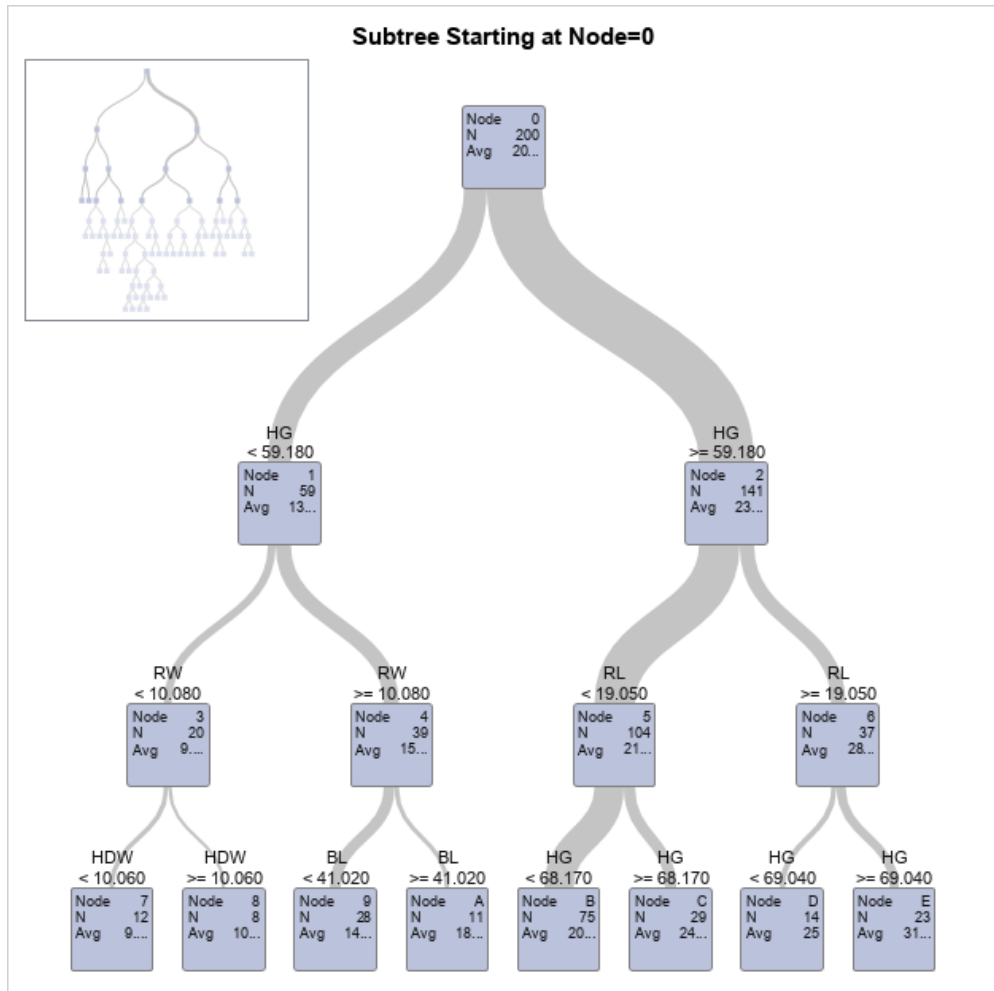 Subtree Starting at Node=0
Node 0
N 200
Avg 20...
HG
< 59.180
Node 1
N 59
Avg 13...
HG
>= 59.180
Node 2
N 141
Avg 23...
RW
< 10.080
Node 3
N 20
Avg 9....
RW
>= 10.080
Node 4
N 39
Avg 15...
RL
< 19.050
Node 5
N 104
Avg 21...
RL
>= 19.050
Node 6
N 37
Avg 28...
HDW
< 10.060
Node 7
N 12
Avg 9....
HDW
>= 10.060
Node 8
N 8
Avg 10...
BL
< 41.020
Node 9
N 28
Avg 14...
BL
>= 41.020
Node A
N 11
Avg 18...
HG
< 68.170
Node B
N 75
Avg 20...
HG
>= 68.170
Node C
N 29
Avg 24...
HG
< 69.040
Node D
N 14
Avg 25
HG
>= 69.040
Node E
N 23
Avg 31...